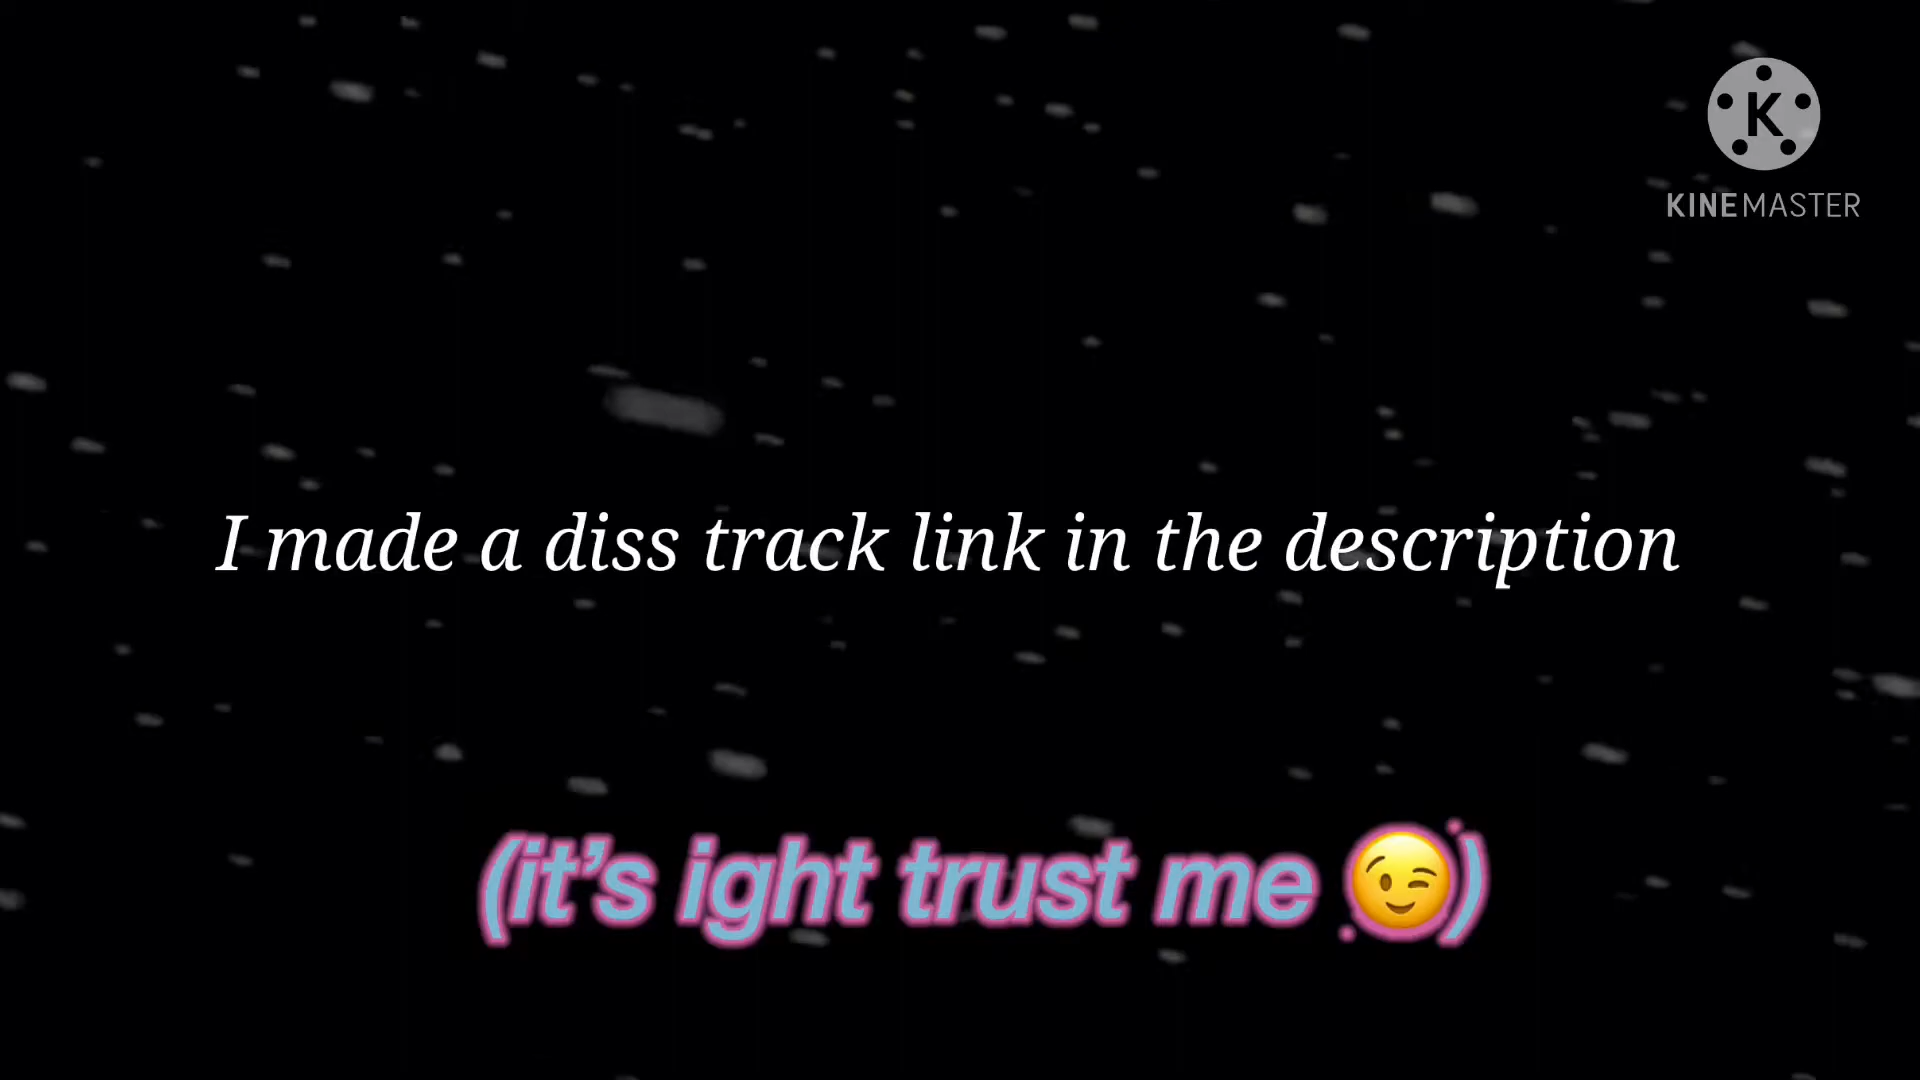 K
KINEMASTER
I made a diss track link in the description
(it’s ight trust me 😉)